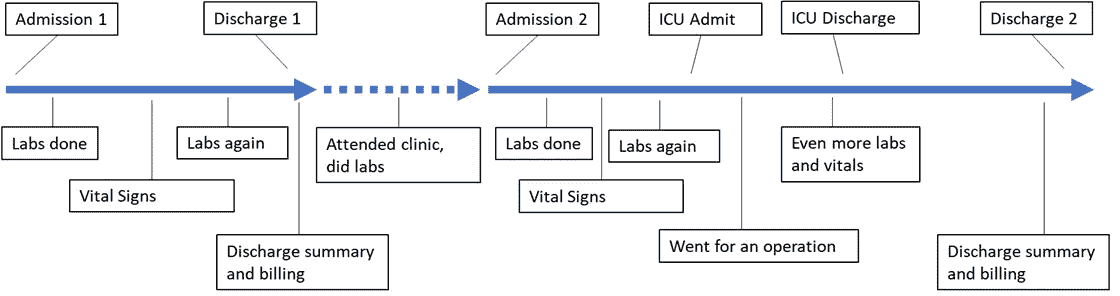 Admission 1
Discharge 1
Admission 2
ICU Admit
ICU Discharge
Discharge 2
Labs done
Labs again
Attended clinic,
did labs
Labs done
Labs again
Even more labs
and vitals
Vital Signs
Vital Signs
Discharge summary
and billing
Went for an operation
Discharge summary
and billing